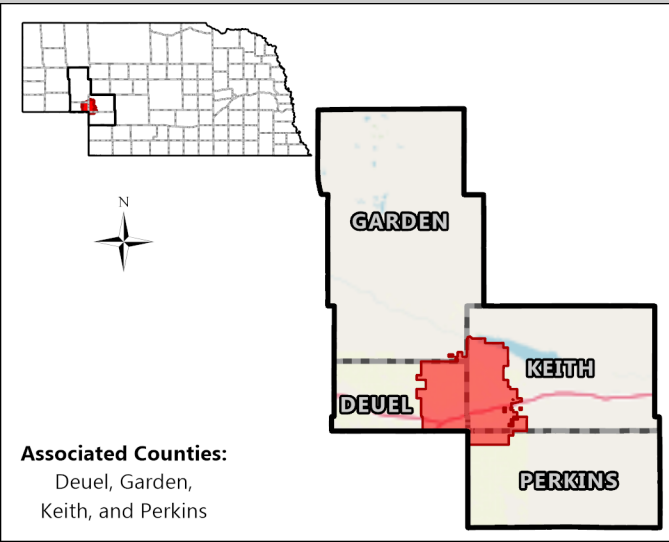 N
GARDEN
KEITH
DEUEL
PERKINS
Associated Counties:
Deuel, Garden,
Keith, and Perkins